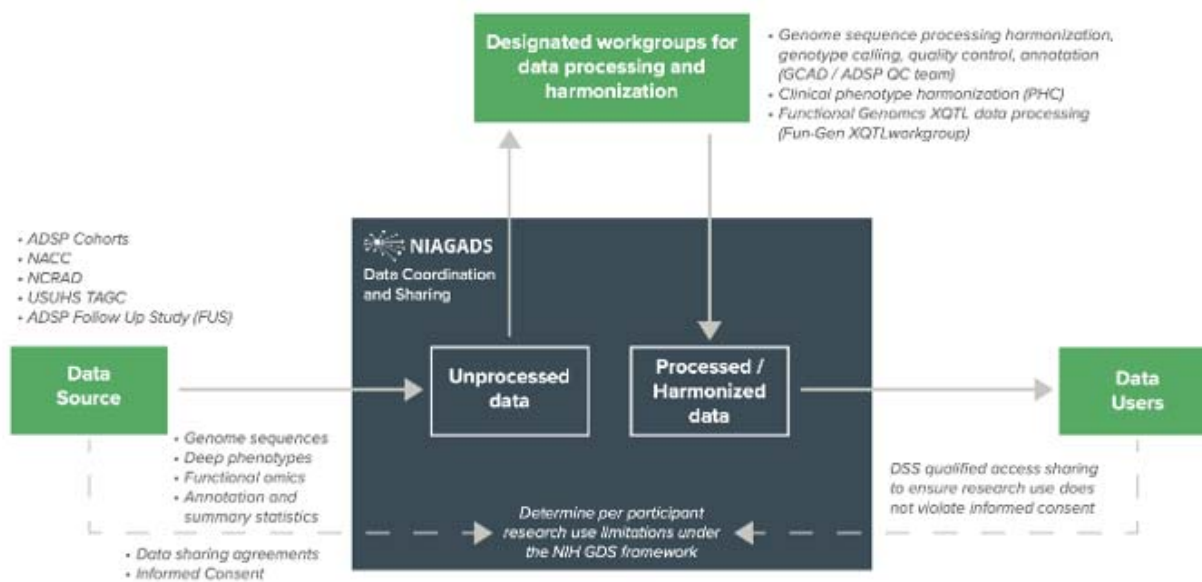 Designated workgroups for
data processing and
harmonization
• Genome sequence processing harmonization,
genotype calling, quality control, annotation
(GCAD / ADSP QC team)
• Clinical phenotype harmonization (PHC)
• Functional Genomcs XQTL data processing
(Fun-Gen XQTLworkgroup)
• ADSP Cohorts
• NACC
• NCRAD
• USUHS TAGC
• ADSP Follow Up Study (FUS)
NIAGADS
Data Coordination
and Sharing
Data
Source
Unprocessed
data
Processed /
Harmonized
data
Data
Users
• Genome sequences
• Deep phenotypes
• Functional omics
• Annotation and
summary statistics
DSS qualified access sharing
to ensure research use does
not violate informed consent
Determine per participant
research use limitations under
the NIH GDS framework
• Data sharing agreements
• Informed Consent